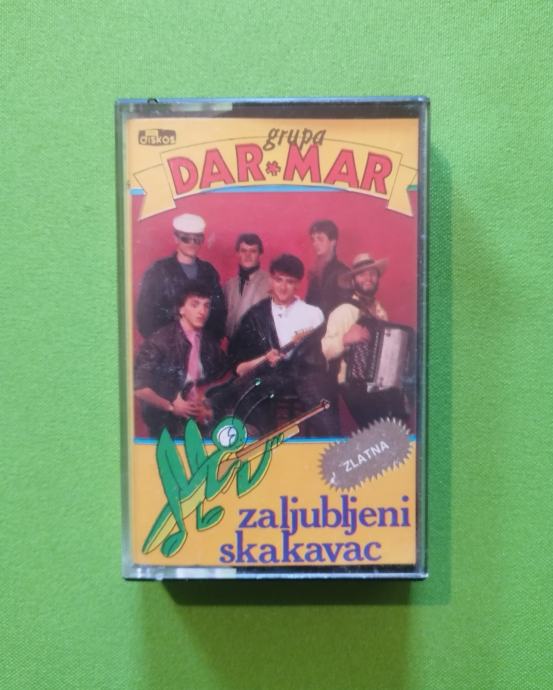 diskos
grupa
DAR*MAR
ZLATNA
zaljubljeni
skakavac